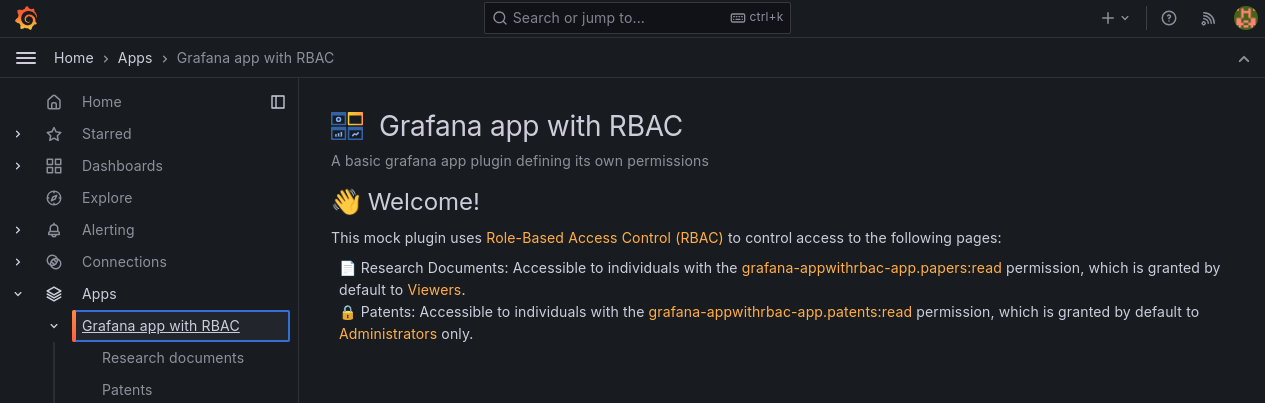 Search or jump to... ctrl+k
Home › Apps › Grafana app with RBAC
Home
Starred
Dashboards
Explore
Alerting
Connections
Apps
Grafana app with RBAC
Research documents
Patents
Grafana app with RBAC
A basic grafana app plugin defining its own permissions
👋 Welcome!
This mock plugin uses Role-Based Access Control (RBAC) to control access to the following pages:
📄 Research Documents: Accessible to individuals with the grafana-appwithrbac-app.papers:read permission, which is granted by
default to Viewers.
🔒 Patents: Accessible to individuals with the grafana-appwithrbac-app.patents:read permission, which is granted by default to
Administrators only.